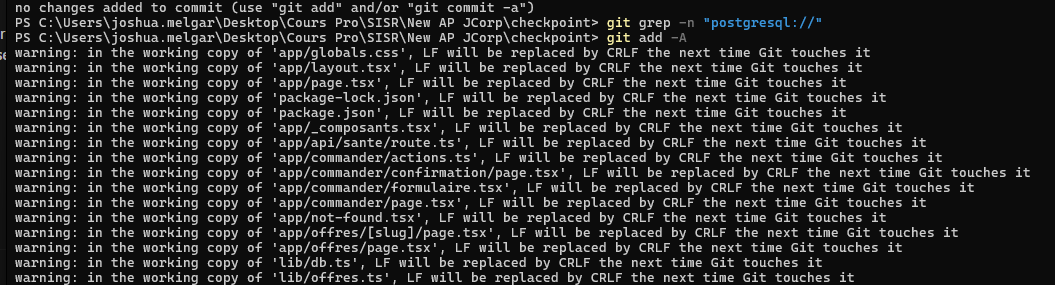 no changes added to commit (use "git add" and/or "git commit -a")
PS C:\Users\joshua.melgar\Desktop\Cours Pro\SISR\New AP JCorp\checkpoint> git grep -n "postgresql://"
PS C:\Users\joshua.melgar\Desktop\Cours Pro\SISR\New AP JCorp\checkpoint> git add -A
warning: in the working copy of 'app/globals.css', LF will be replaced by CRLF the next time Git touches it
warning: in the working copy of 'app/layout.tsx', LF will be replaced by CRLF the next time Git touches it
warning: in the working copy of 'app/page.tsx', LF will be replaced by CRLF the next time Git touches it
warning: in the working copy of 'package-lock.json', LF will be replaced by CRLF the next time Git touches it
warning: in the working copy of 'package.json', LF will be replaced by CRLF the next time Git touches it
warning: in the working copy of 'app/_composants.tsx', LF will be replaced by CRLF the next time Git touches it
warning: in the working copy of 'app/api/sante/route.ts', LF will be replaced by CRLF the next time Git touches it
warning: in the working copy of 'app/commander/actions.ts', LF will be replaced by CRLF the next time Git touches it
warning: in the working copy of 'app/commander/confirmation/page.tsx', LF will be replaced by CRLF the next time Git touches it
warning: in the working copy of 'app/commander/formulaire.tsx', LF will be replaced by CRLF the next time Git touches it
warning: in the working copy of 'app/commander/page.tsx', LF will be replaced by CRLF the next time Git touches it
warning: in the working copy of 'app/not-found.tsx', LF will be replaced by CRLF the next time Git touches it
warning: in the working copy of 'app/offres/[slug]/page.tsx', LF will be replaced by CRLF the next time Git touches it
warning: in the working copy of 'app/offres/page.tsx', LF will be replaced by CRLF the next time Git touches it
warning: in the working copy of 'lib/db.ts', LF will be replaced by CRLF the next time Git touches it
warning: in the working copy of 'lib/offres.ts', LF will be replaced by CRLF the next time Git touches it